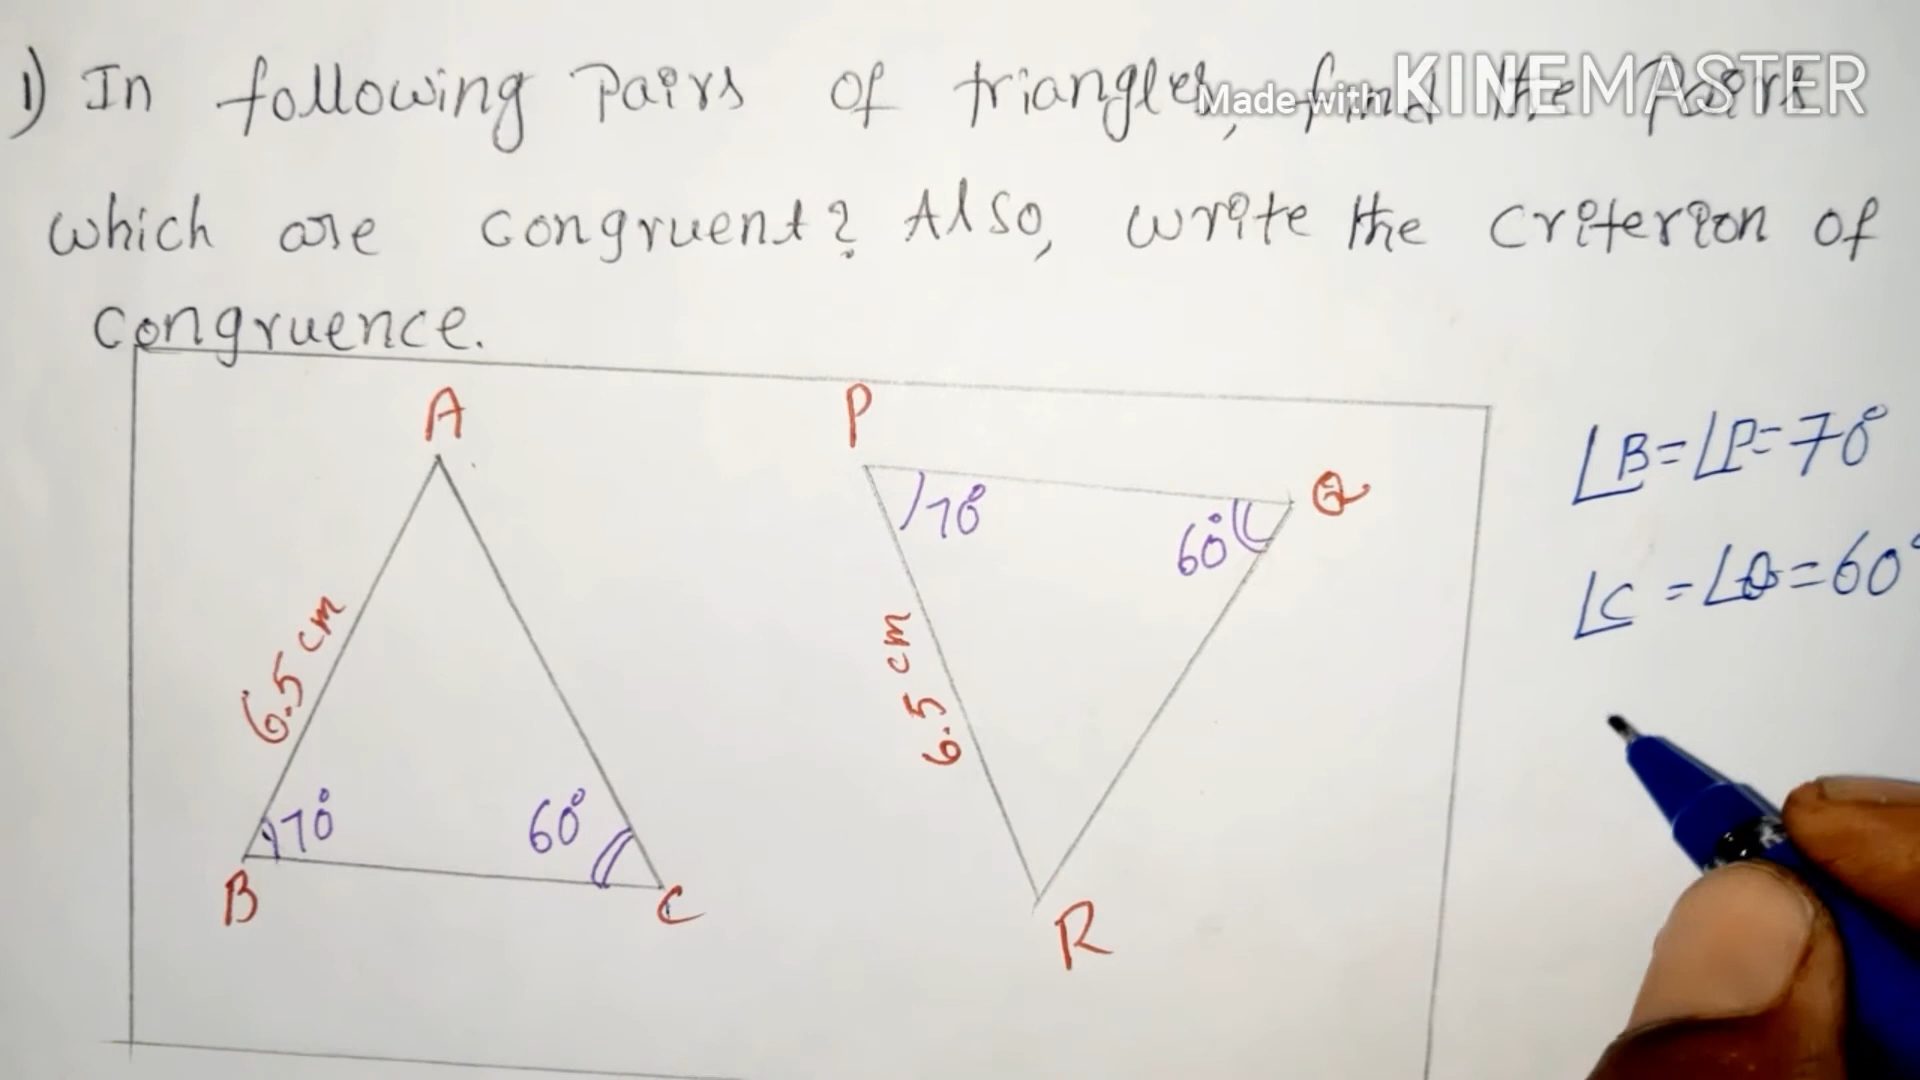 1) In following Pairs of triangles, find the Pairs
Made with KINEMASTER
which are congruent? Also, write the criterion of
congruence.
A
P
Q
∠B=∠P=70°
70°
60°
∠C=∠Q=60°
6.5 cm
6.5 cm
70°
60°
B
C
R